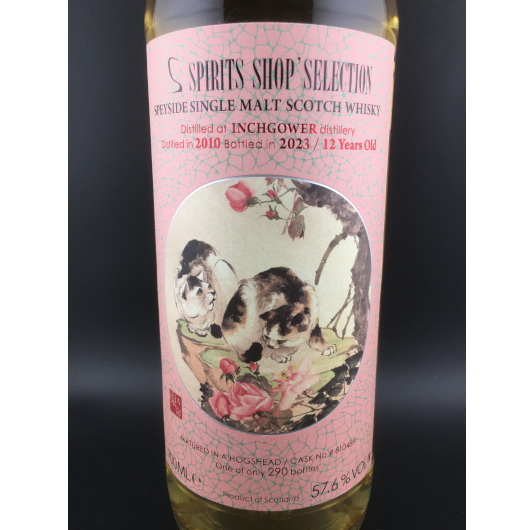 S SPIRITS SHOP' SELECTION
SPEYSIDE SINGLE MALT SCOTCH WHISKY
Distilled at INCHGOWER distillery
Distilled in 2010 Bottled in 2023 / 12 Years Old
MATURED IN A HOGSHEAD / CASK No #
One of only 290 bottles
700ML℮ 57.6 % VOL
Product of Scotland